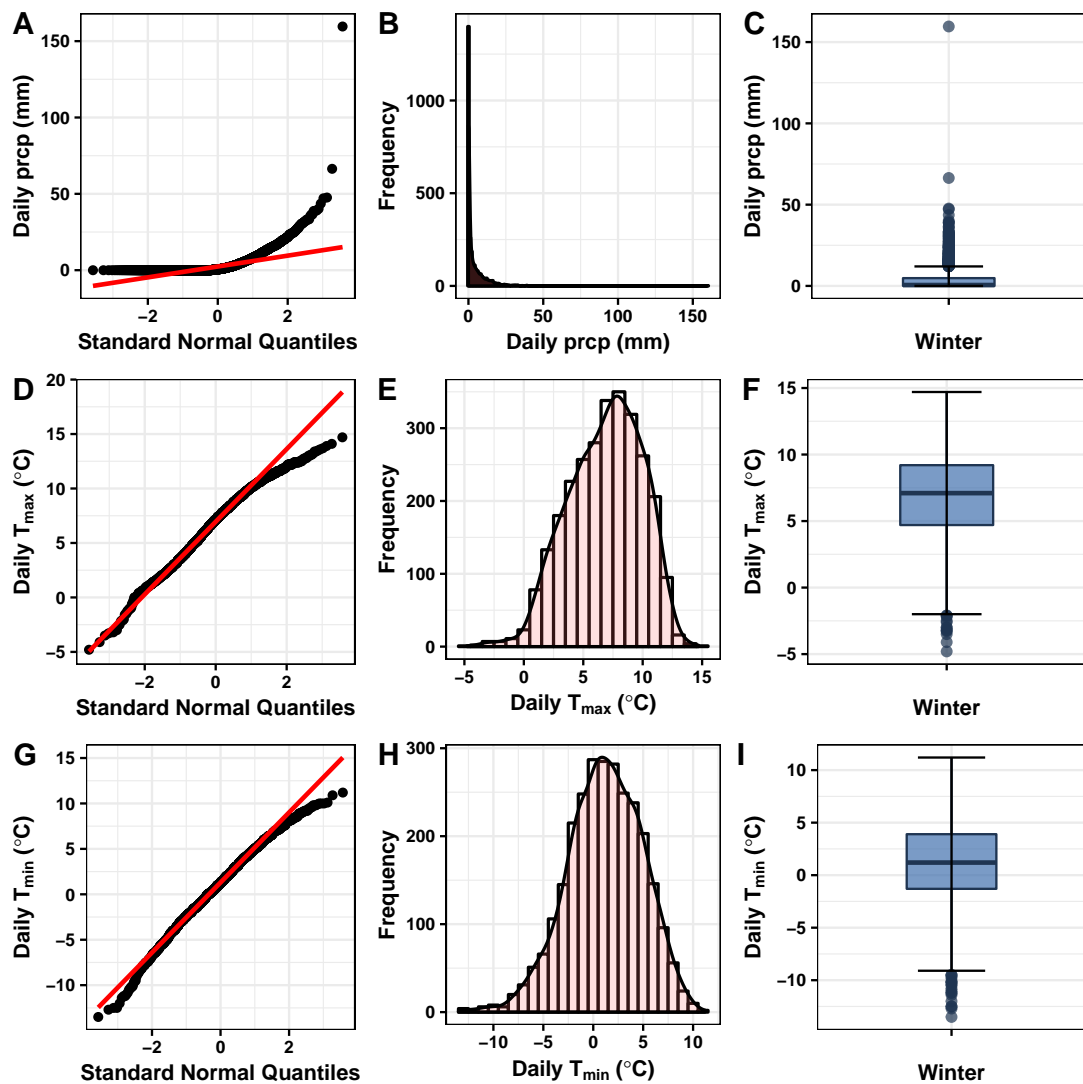 A
Daily prcp (mm)
150
100
50
0
−2
0
2
Standard Normal Quantiles
B
Frequency
1000
500
0
0
50
100
150
Daily prcp (mm)
C
Daily prcp (mm)
150
100
50
0
Winter
D
Daily Tmax (°C)
20
15
10
5
0
−5
−2
0
2
Standard Normal Quantiles
E
Frequency
300
200
100
0
−5
0
5
10
15
Daily Tmax (°C)
F
Daily Tmax (°C)
15
10
5
0
−5
Winter
G
Daily Tmin (°C)
15
10
5
0
−5
−10
−2
0
2
Standard Normal Quantiles
H
Frequency
300
200
100
0
−10
−5
0
5
10
Daily Tmin (°C)
I
Daily Tmin (°C)
10
5
0
−5
−10
Winter